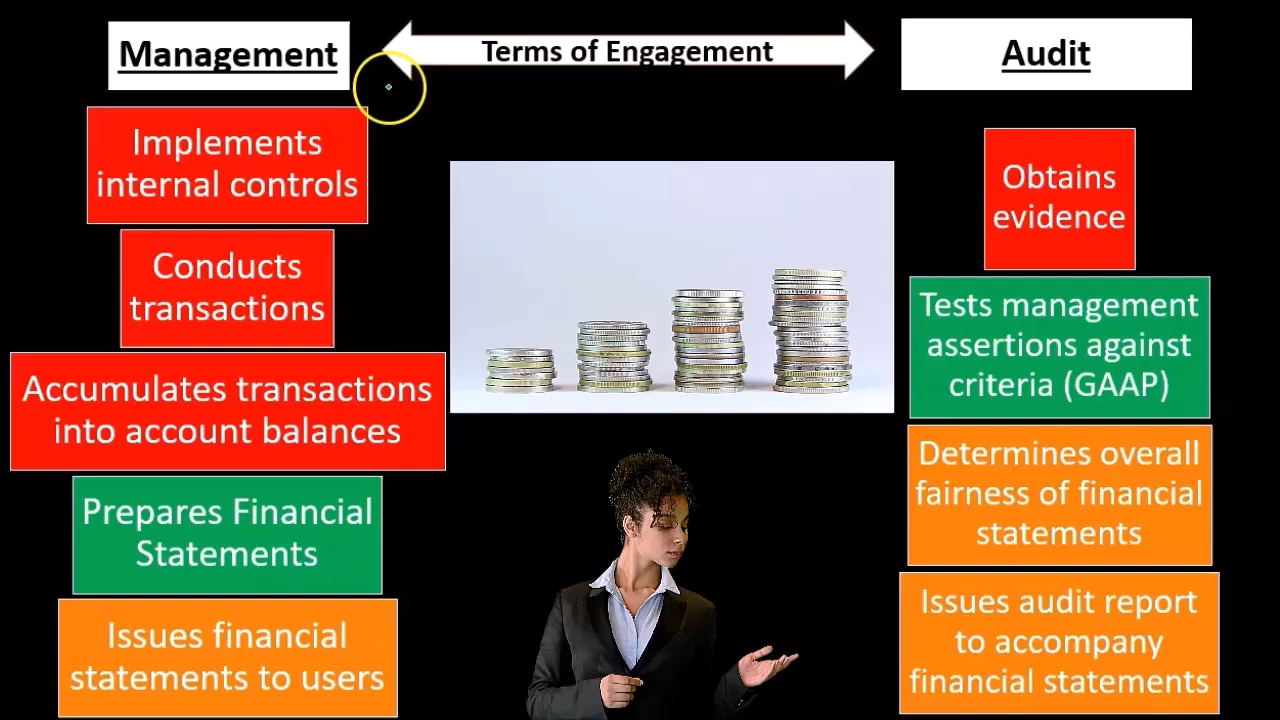 Management
Terms of Engagement
Audit
Implements
internal controls
Conducts
transactions
Accumulates transactions
into account balances
Prepares Financial
Statements
Issues financial
statements to users
Obtains
evidence
Tests management
assertions against
criteria (GAAP)
Determines overall
fairness of financial
statements
Issues audit report
to accompany
financial statements